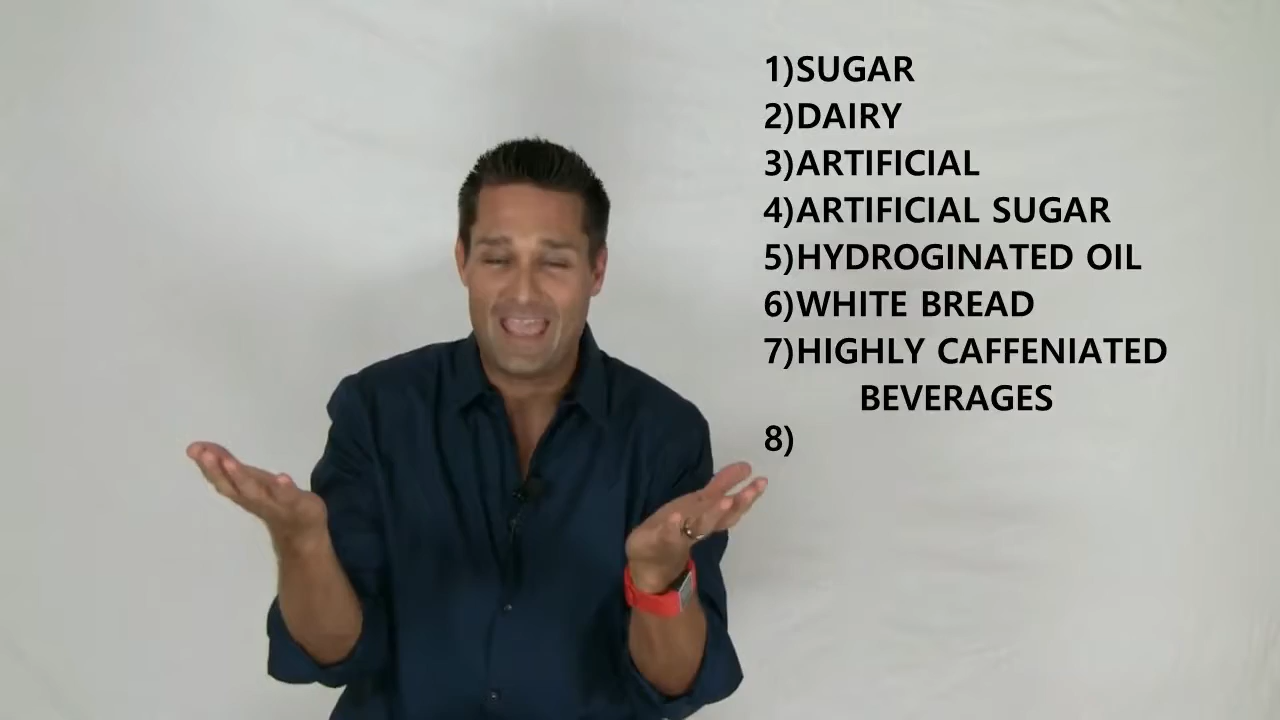 1)SUGAR
2)DAIRY
3)ARTIFICIAL
4)ARTIFICIAL SUGAR
5)HYDROGINATED OIL
6)WHITE BREAD
7)HIGHLY CAFFENIATED
BEVERAGES
8)